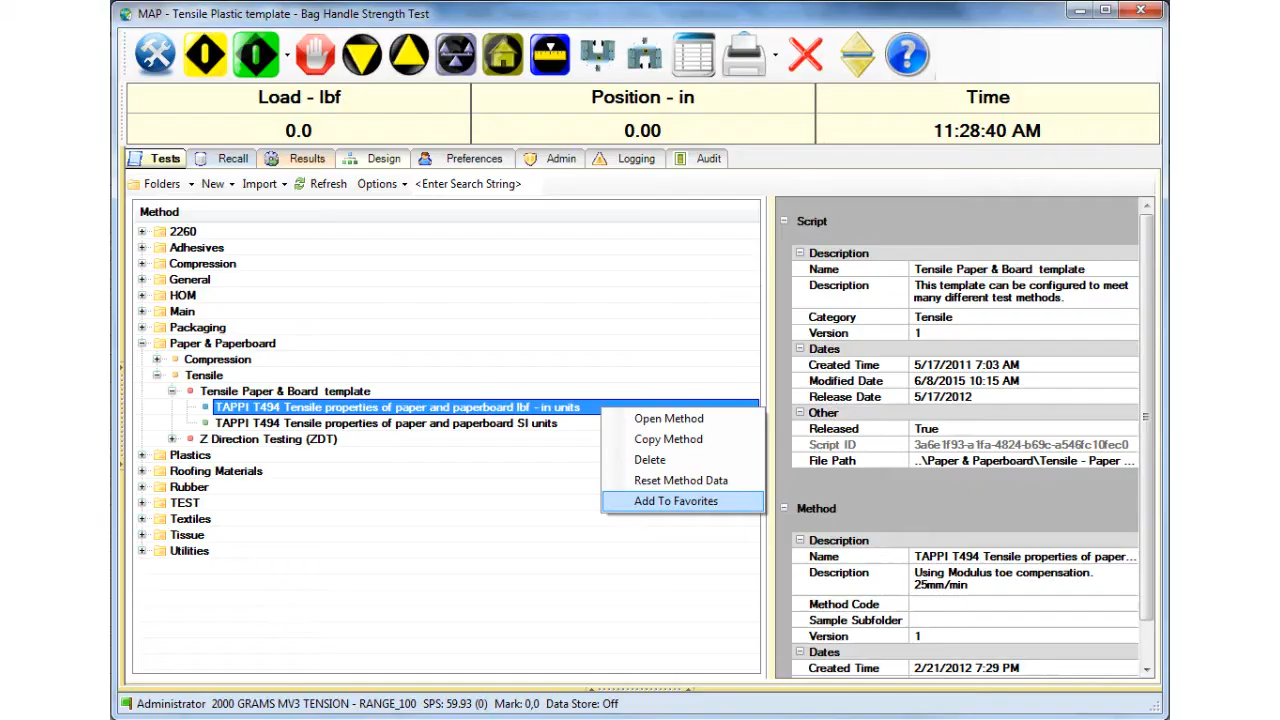 MAP - Tensile Plastic template - Bag Handle Strength Test
Load - lbf Position - in Time
0.0 0.00 11:28:40 AM
Tests Recall Results Design Preferences Admin Logging Audit
Folders New Import Refresh Options <Enter Search String>
Method
2260
Adhesives
Compression
General
HOM
Main
Packaging
Paper & Paperboard
Compression
Tensile
Tensile Paper & Board template
TAPPI T494 Tensile properties of paper and paperboard lbf - in units
TAPPI T494 Tensile properties of paper and paperboard SI units
Z Direction Testing (ZDT)
Plastics
Roofing Materials
Rubber
TEST
Textiles
Tissue
Utilities
Open Method
Copy Method
Delete
Reset Method Data
Add To Favorites
Script
Description
Name Tensile Paper & Board template
Description This template can be configured to meet
many different test methods.
Category Tensile
Version 1
Dates
Created Time 5/17/2011 7:03 AM
Modified Date 6/8/2015 10:15 AM
Release Date 5/17/2012
Other
Released True
Script ID 3a6e1f93-a1fa-4824-b69c-a546fc10fec0
File Path ..\Paper & Paperboard\Tensile - Paper ...
Method
Description
Name TAPPI T494 Tensile properties of paper...
Description Using Modulus toe compensation.
25mm/min
Method Code
Sample Subfolder
Version 1
Dates
Created Time 2/21/2012 7:29 PM
Administrator 2000 GRAMS MV3 TENSION - RANGE_100 SPS: 59.93 (0) Mark: 0,0 Data Store: Off